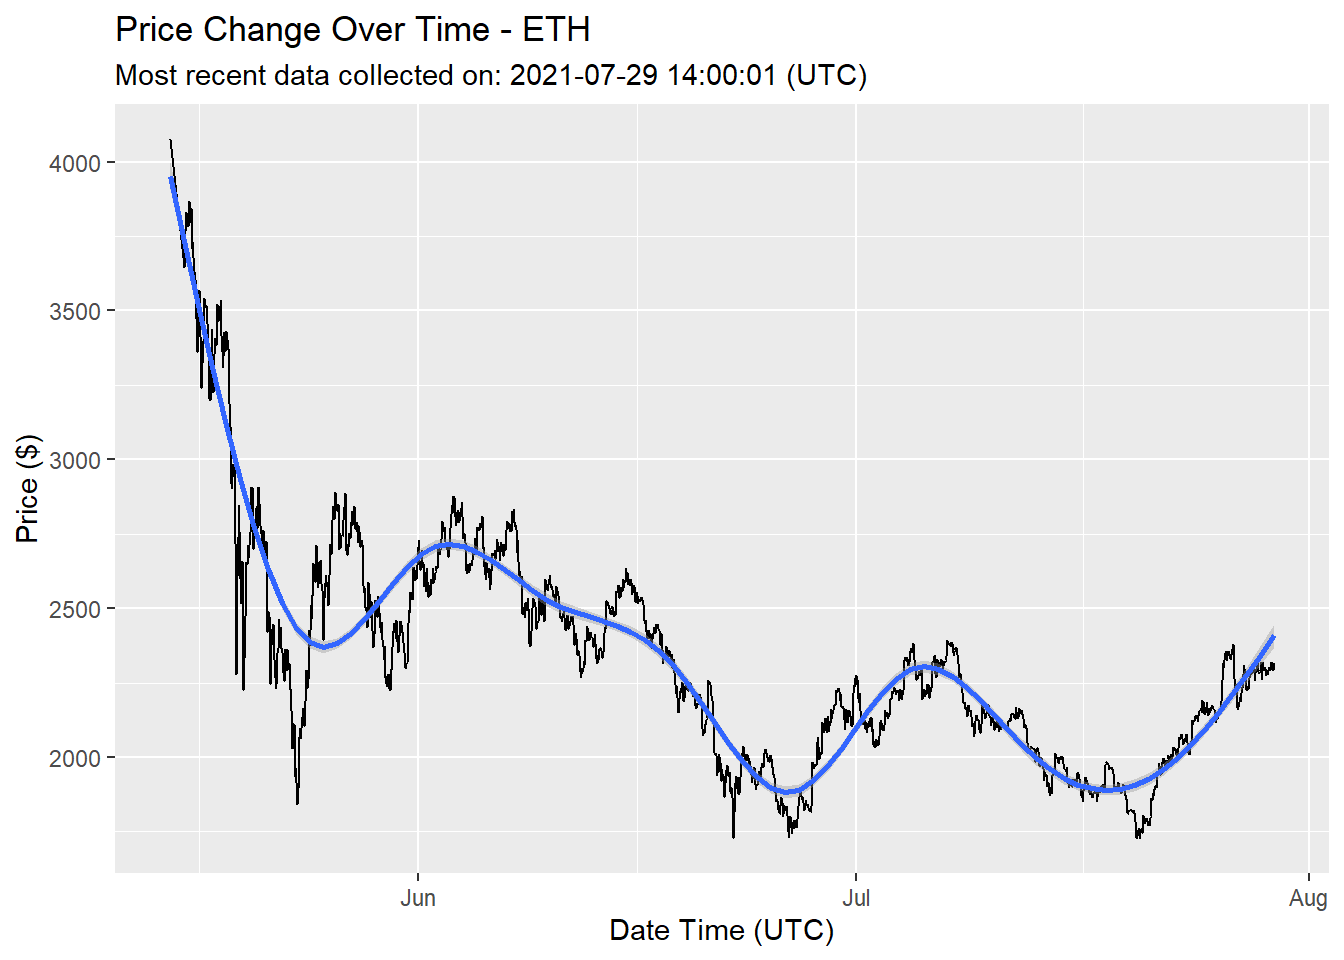 Price Change Over Time - ETH
Most recent data collected on: 2021-07-29 14:00:01 (UTC)
4000
3500
3000
2500
2000
Price ($)
Jun
Jul
Aug
Date Time (UTC)